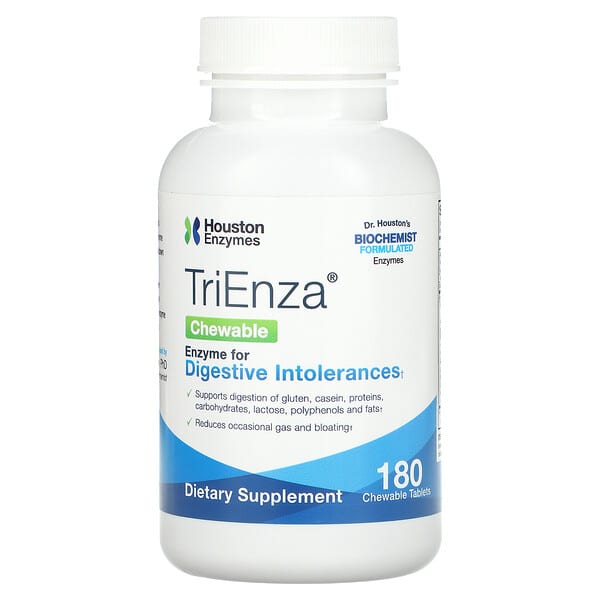 Houston
Enzymes
Dr. Houston's
BIOCHEMIST
FORMULATED
Enzymes
TriEnza®
Chewable
Enzyme for
Digestive Intolerances†
✓ Supports digestion of gluten, casein, proteins,
carbohydrates, lactose, polyphenols and fats†
✓ Reduces occasional gas and bloating†
Dietary Supplement
180
Chewable Tablets